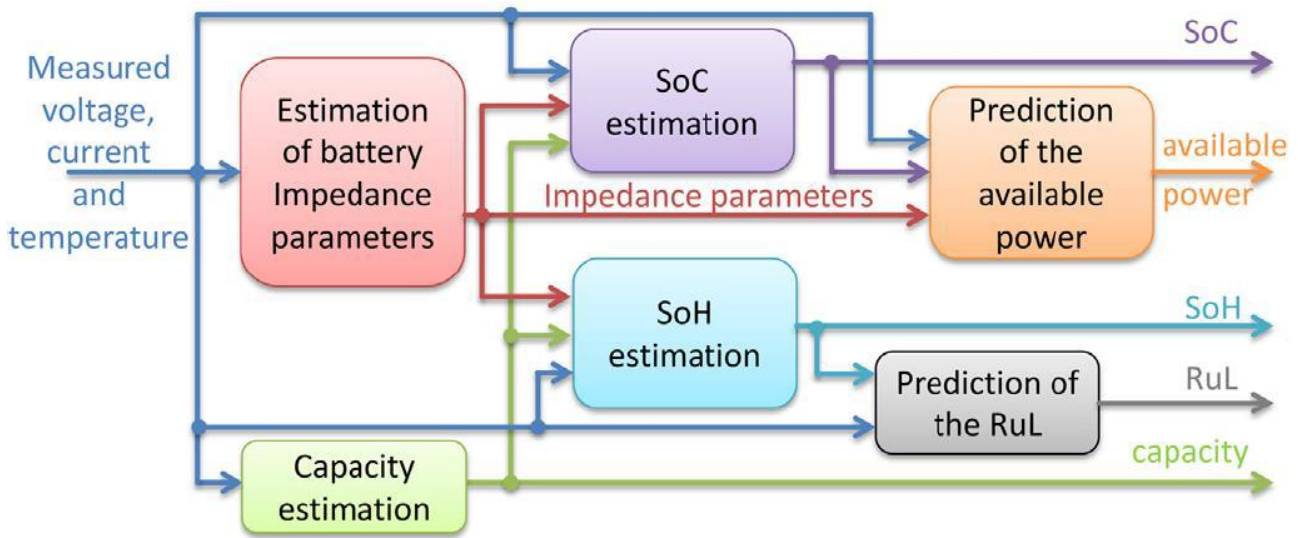 Measured
voltage,
current
and
temperature
Estimation
of battery
Impedance
parameters
SoC
estimation
Impedance parameters
SoH
estimation
Capacity
estimation
Prediction
of the
available
power
Prediction of
the RuL
SoC
available
power
SoH
RuL
capacity